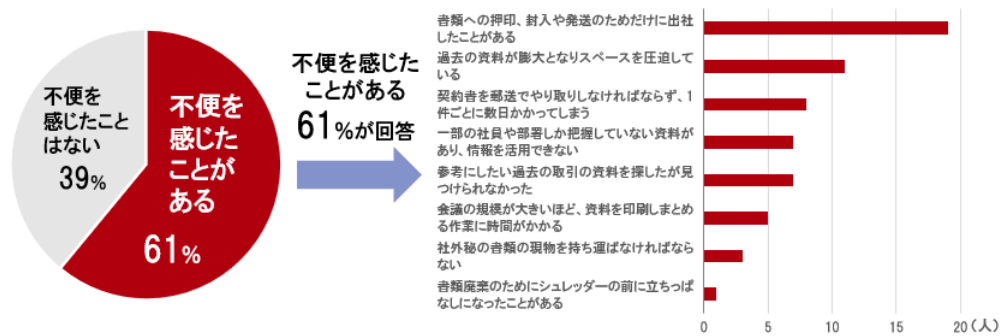 不便を
感じたこと
はない
39%
不便を
感じた
ことが
ある
61%
不便を感じた
ことがある
61%が回答
書類への押印、封入や発送のためだけに出社
したことがある
過去の資料が膨大となりスペースを圧迫して
いる
契約書を郵送でやり取りしなければならず、1
件ごとに数日かかってしまう
一部の社員や部署しか把握していない資料が
あり、情報を活用できない
参考にしたい過去の取引の資料を探したが見
つけられなかった
会議の規模が大きいほど、資料を印刷しまとめ
る作業に時間がかかる
社外秘の書類の現物を持ち運ばなければなら
ない
書類廃棄のためにシュレッダーの前に立ちっぱ
なしになったことがある
0 5 10 15 20 (人)